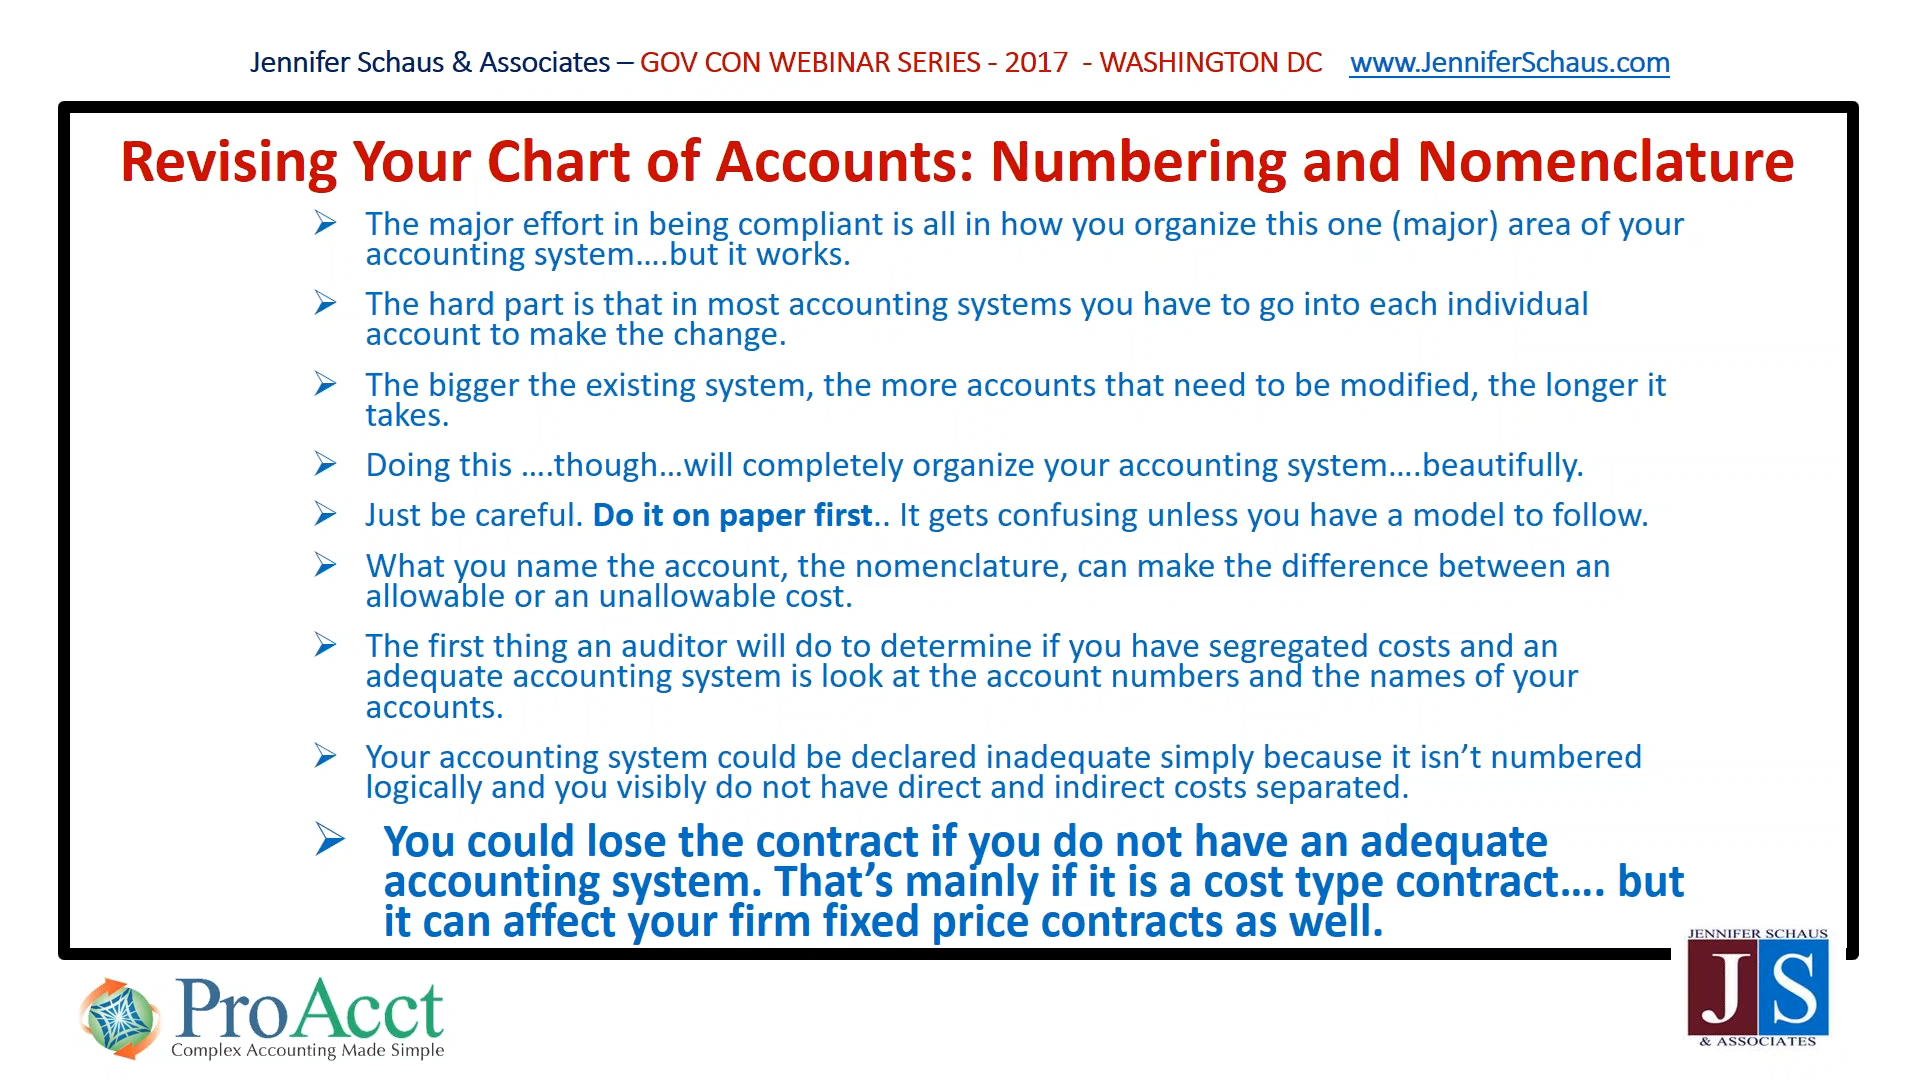 Jennifer Schaus & Associates – GOV CON WEBINAR SERIES - 2017 - WASHINGTON DC www.JenniferSchaus.com
Revising Your Chart of Accounts: Numbering and Nomenclature
➢ The major effort in being compliant is all in how you organize this one (major) area of your
accounting system….but it works.
➢ The hard part is that in most accounting systems you have to go into each individual
account to make the change.
➢ The bigger the existing system, the more accounts that need to be modified, the longer it
takes.
➢ Doing this ….though…will completely organize your accounting system….beautifully.
➢ Just be careful. Do it on paper first.. It gets confusing unless you have a model to follow.
➢ What you name the account, the nomenclature, can make the difference between an
allowable or an unallowable cost.
➢ The first thing an auditor will do to determine if you have segregated costs and an
adequate accounting system is look at the account numbers and the names of your
accounts.
➢ Your accounting system could be declared inadequate simply because it isn’t numbered
logically and you visibly do not have direct and indirect costs separated.
➢ You could lose the contract if you do not have an adequate
accounting system. That’s mainly if it is a cost type contract…. but
it can affect your firm fixed price contracts as well.
ProAcct
Complex Accounting Made Simple
JENNIFER SCHAUS
JS
& ASSOCIATES